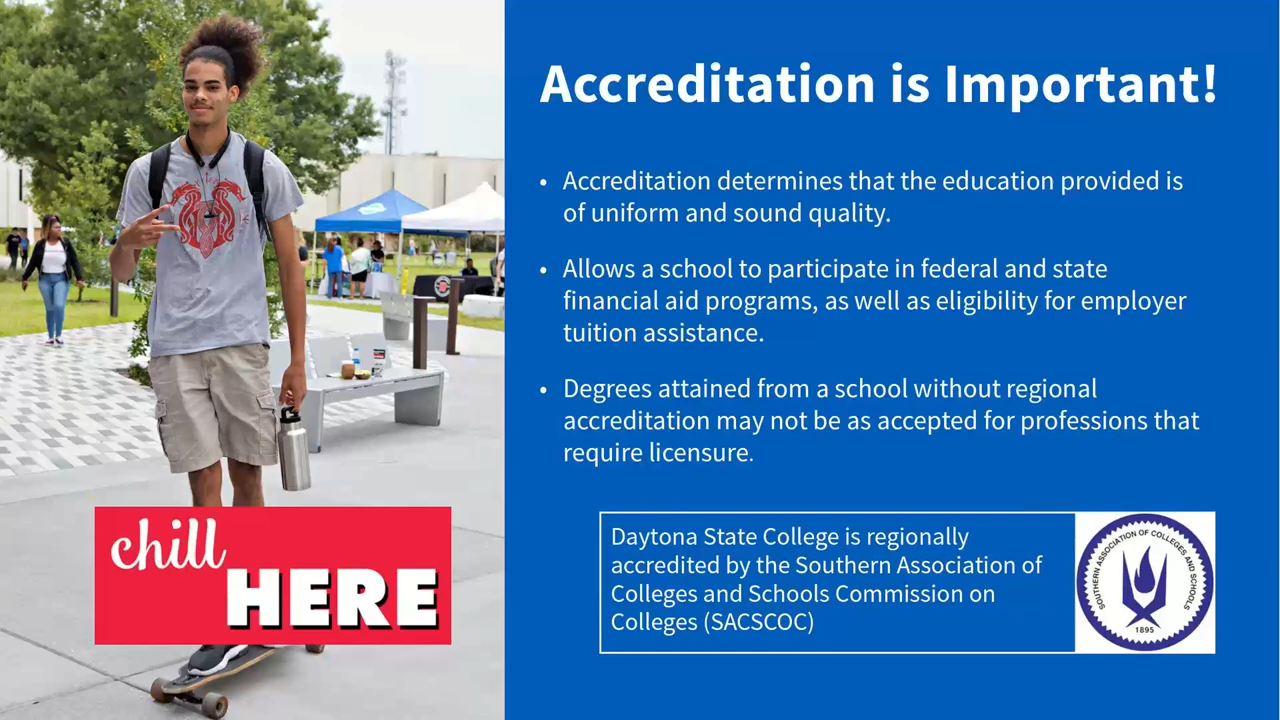 Accreditation is Important!
• Accreditation determines that the education provided is
of uniform and sound quality.
• Allows a school to participate in federal and state
financial aid programs, as well as eligibility for employer
tuition assistance.
• Degrees attained from a school without regional
accreditation may not be as accepted for professions that
require licensure.
chill
HERE
Daytona State College is regionally
accredited by the Southern Association of
Colleges and Schools Commission on
Colleges (SACSCOC)
SOUTHERN ASSOCIATION OF COLLEGES AND SCHOOLS
1895